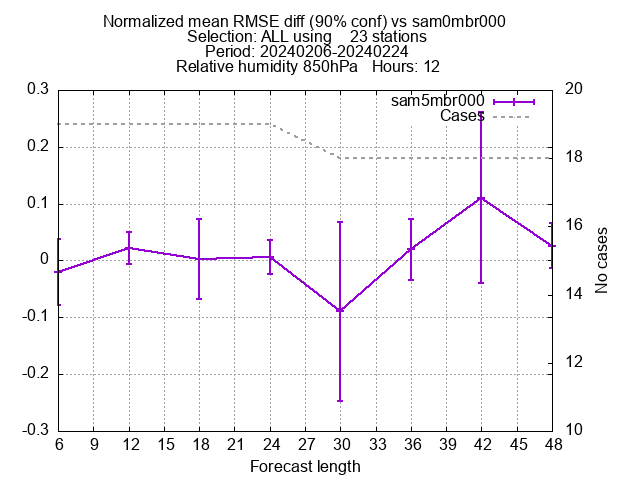 Normalized mean RMSE diff (90% conf) vs sam0mbr000
Selection: ALL using    23 stations
Period: 20240206-20240224
Relative humidity 850hPa   Hours: 12
sam5mbr000
Cases
0.3
0.2
0.1
0
-0.1
-0.2
-0.3
20
18
16
14
12
10
No cases
6 9 12 15 18 21 24 27 30 33 36 39 42 45 48
Forecast length